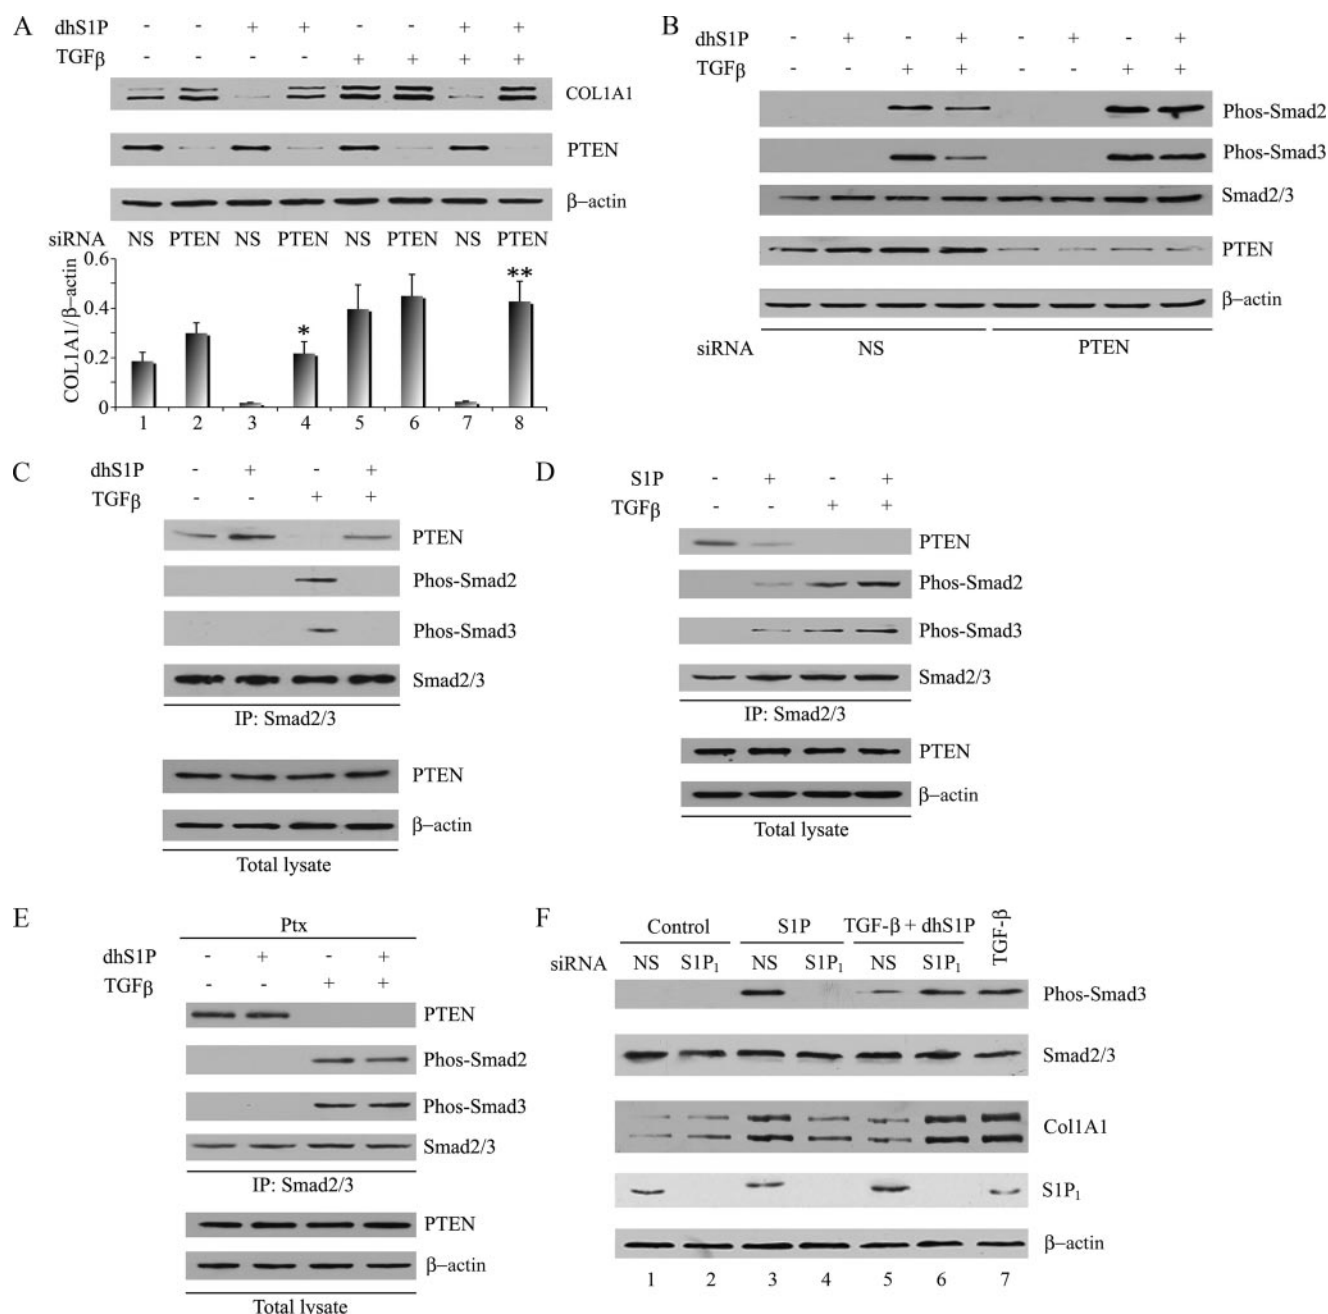 A
dhS1P - - + + - - + +
TGFβ - - - - + + + +
COL1A1
PTEN
β–actin
siRNA NS PTEN NS PTEN NS PTEN NS PTEN
COL1A1/β–actin
0.6
0.4
0.2
0
* **
1 2 3 4 5 6 7 8
B
dhS1P - + - + - + - +
TGFβ - - + + - - + +
Phos-Smad2
Phos-Smad3
Smad2/3
PTEN
β–actin
siRNA NS PTEN
C
dhS1P - + - +
TGFβ - - + +
PTEN
Phos-Smad2
Phos-Smad3
Smad2/3
IP: Smad2/3
PTEN
β–actin
Total lysate
D
S1P - + - +
TGFβ - - + +
PTEN
Phos-Smad2
Phos-Smad3
Smad2/3
IP: Smad2/3
PTEN
β–actin
Total lysate
E
Ptx
dhS1P - + - +
TGFβ - - + +
PTEN
Phos-Smad2
Phos-Smad3
Smad2/3
IP: Smad2/3
PTEN
β–actin
Total lysate
F
Control S1P TGF-β + dhS1P TGF-β
siRNA NS S1P₁ NS S1P₁ NS S1P₁
Phos-Smad3
Smad2/3
Col1A1
S1P₁
β–actin
1 2 3 4 5 6 7